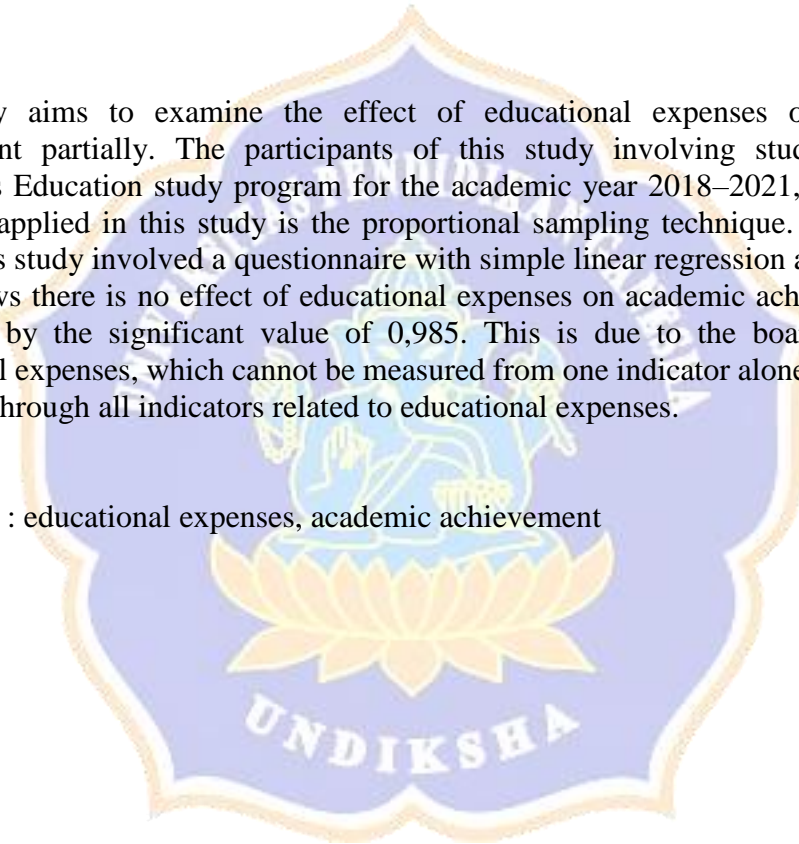 y aims to examine the effect of educational expenses o
nt partially. The participants of this study involving stud
s Education study program for the academic year 2018–2021,
applied in this study is the proportional sampling technique.
s study involved a questionnaire with simple linear regression a
ws there is no effect of educational expenses on academic ach
by the significant value of 0,985. This is due to the boa
l expenses, which cannot be measured from one indicator alone
hrough all indicators related to educational expenses.
: educational expenses, academic achievement
PENDIDIKAN
UNDIKSHA